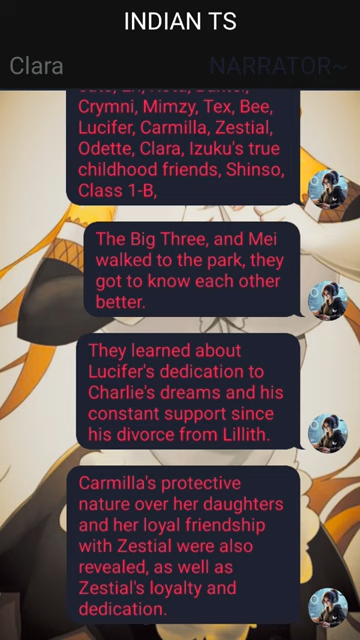 INDIAN TS
Clara NARRATOR~
Crymni, Mimzy, Tex, Bee,
Lucifer, Carmilla, Zestial,
Odette, Clara, Izuku's true
childhood friends, Shinso,
Class 1-B,
The Big Three, and Mei
walked to the park, they
got to know each other
better.
They learned about
Lucifer's dedication to
Charlie's dreams and his
constant support since
his divorce from Lillith.
Carmilla's protective
nature over her daughters
and her loyal friendship
with Zestial were also
revealed, as well as
Zestial's loyalty and
dedication.